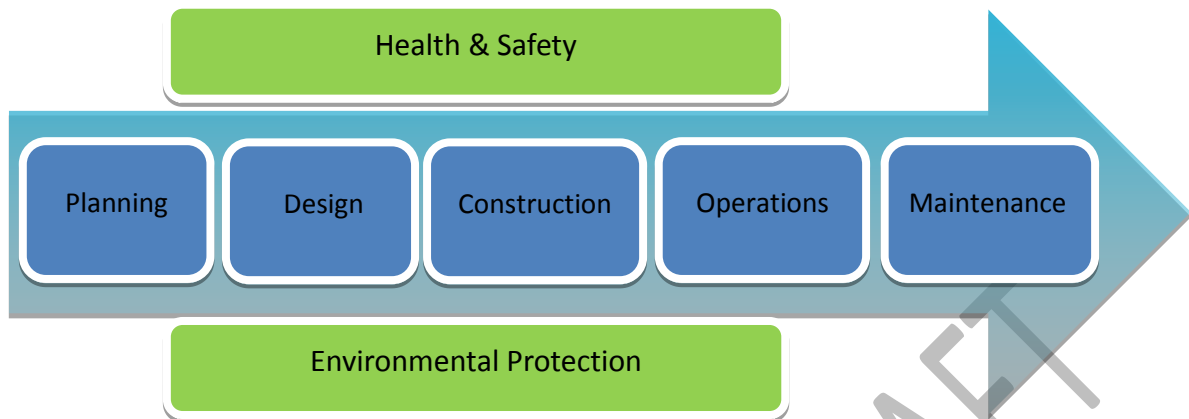 Health & Safety
Planning
Design
Construction
Operations
Maintenance
Environmental Protection